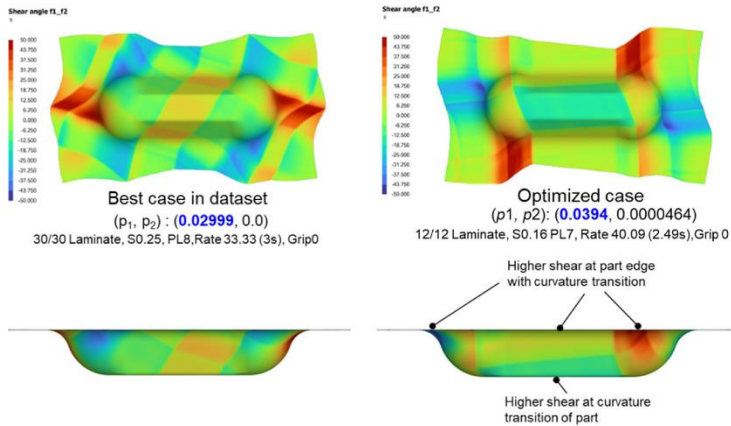 Shear angle f1_f2
s
50.000
43.750
37.500
31.250
25.000
18.750
12.500
6.250
0.000
-6.250
-12.500
-18.750
-25.000
-31.250
-37.500
-43.750
-50.000
Best case in dataset
(p₁, p₂) : (0.02999, 0.0)
30/30 Laminate, S0.25, PL8,Rate 33.33 (3s), Grip0
Shear angle f1_f2
s
50.000
43.750
37.500
31.250
25.000
18.750
12.500
6.250
0.000
-6.250
-12.500
-18.750
-25.000
-31.250
-37.500
-43.750
-50.000
Optimized case
(p1, p2): (0.0394, 0.0000464)
12/12 Laminate, S0.16 PL7, Rate 40.09 (2.49s),Grip 0
Higher shear at part edge
with curvature transition
Higher shear at curvature
transition of part